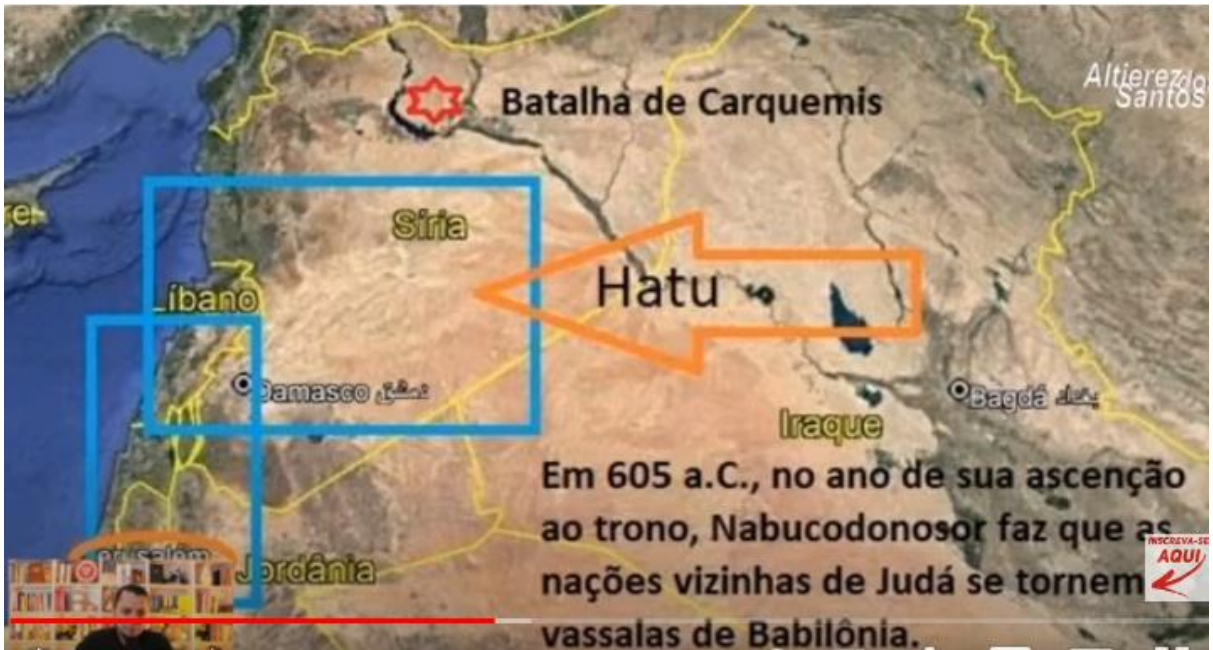 Altierez dos
Santos
Batalha de Carquemis
Síria
Hatu
Líbano
Damasco دمشق
Bagdá بغداد
Iraque
Em 605 a.C., no ano de sua ascenção
ao trono, Nabucodonosor faz que as
nações vizinhas de Judá se tornem
vassalas de Babilônia.
INSCREVA-SE
AQUI
Jerusalém
Jordânia